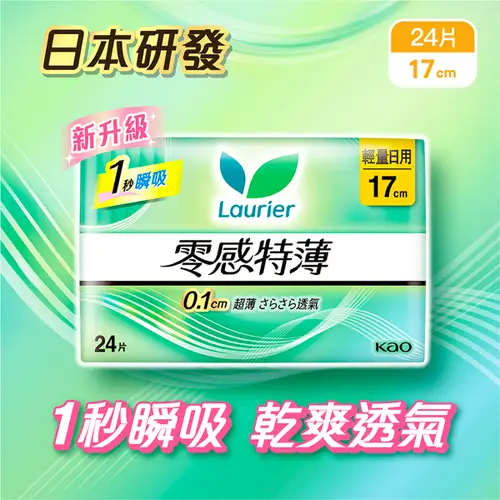 日本研發
24片
17cm
新升級
1秒瞬吸
Laurier
輕量日用
17cm
零感特薄
0.1cm 超薄 さらさら透氣
24片
Kao
1秒瞬吸 乾爽透氣